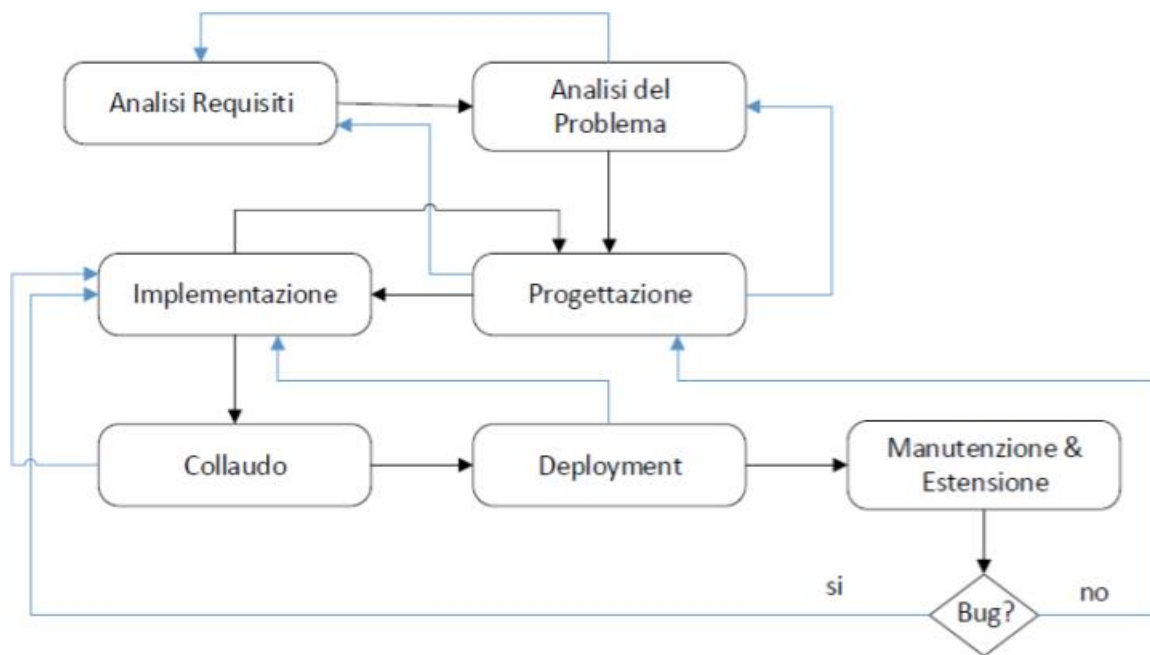 Analisi Requisiti
Analisi del
Problema
Implementazione
Progettazione
Collaudo
Deployment
Manutenzione &
Estensione
si
Bug?
no